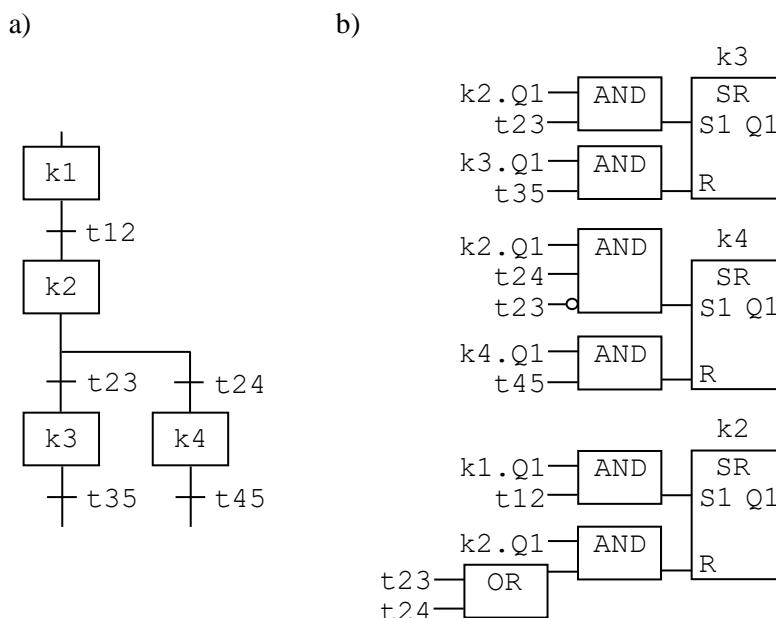 a)
k1
t12
k2
t23 t24
k3 k4
t35 t45
b)
k3
k2.Q1 AND SR
t23 S1 Q1
k3.Q1 AND
t35 R
k4
k2.Q1 AND
t24 SR
t23 S1 Q1
k4.Q1 AND
t45 R
k2
k1.Q1 AND SR
t12 S1 Q1
k2.Q1 AND
t23 OR R
t24